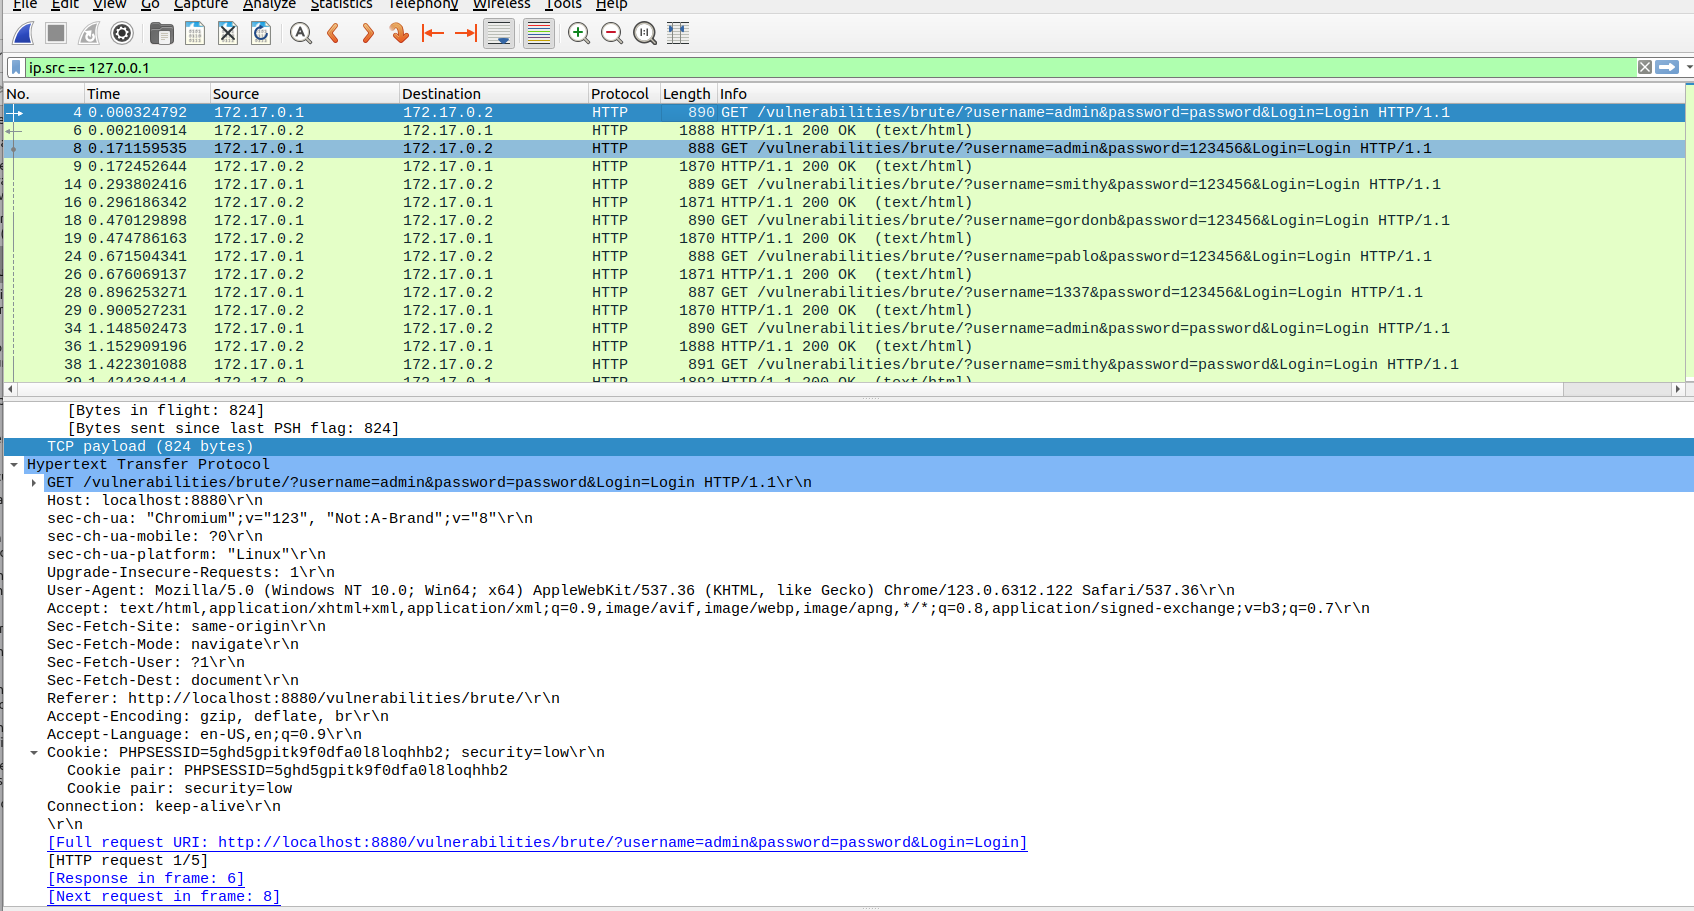 File Edit View Go Capture Analyze Statistics Telephony Wireless Tools Help
ip.src == 127.0.0.1
No. Time Source Destination Protocol Length Info
4 0.000324792 172.17.0.1 172.17.0.2 HTTP 890 GET /vulnerabilities/brute/?username=admin&password=password&Login=Login HTTP/1.1
6 0.002100914 172.17.0.2 172.17.0.1 HTTP 1888 HTTP/1.1 200 OK (text/html)
8 0.171159535 172.17.0.1 172.17.0.2 HTTP 888 GET /vulnerabilities/brute/?username=admin&password=123456&Login=Login HTTP/1.1
9 0.172452644 172.17.0.2 172.17.0.1 HTTP 1870 HTTP/1.1 200 OK (text/html)
14 0.293802416 172.17.0.1 172.17.0.2 HTTP 889 GET /vulnerabilities/brute/?username=smithy&password=123456&Login=Login HTTP/1.1
16 0.296186342 172.17.0.2 172.17.0.1 HTTP 1871 HTTP/1.1 200 OK (text/html)
18 0.470129898 172.17.0.1 172.17.0.2 HTTP 890 GET /vulnerabilities/brute/?username=gordonb&password=123456&Login=Login HTTP/1.1
19 0.474786163 172.17.0.2 172.17.0.1 HTTP 1870 HTTP/1.1 200 OK (text/html)
24 0.671504341 172.17.0.1 172.17.0.2 HTTP 888 GET /vulnerabilities/brute/?username=pablo&password=123456&Login=Login HTTP/1.1
26 0.676069137 172.17.0.2 172.17.0.1 HTTP 1871 HTTP/1.1 200 OK (text/html)
28 0.896253271 172.17.0.1 172.17.0.2 HTTP 887 GET /vulnerabilities/brute/?username=1337&password=123456&Login=Login HTTP/1.1
29 0.900527231 172.17.0.2 172.17.0.1 HTTP 1870 HTTP/1.1 200 OK (text/html)
34 1.148502473 172.17.0.1 172.17.0.2 HTTP 890 GET /vulnerabilities/brute/?username=admin&password=password&Login=Login HTTP/1.1
36 1.152909196 172.17.0.2 172.17.0.1 HTTP 1888 HTTP/1.1 200 OK (text/html)
38 1.422301088 172.17.0.1 172.17.0.2 HTTP 891 GET /vulnerabilities/brute/?username=smithy&password=password&Login=Login HTTP/1.1
39 1.424384114 172.17.0.2 172.17.0.1 HTTP 1892 HTTP/1.1 200 OK (text/html)
[Bytes in flight: 824]
[Bytes sent since last PSH flag: 824]
TCP payload (824 bytes)
Hypertext Transfer Protocol
GET /vulnerabilities/brute/?username=admin&password=password&Login=Login HTTP/1.1\r\n
Host: localhost:8880\r\n
sec-ch-ua: "Chromium";v="123", "Not:A-Brand";v="8"\r\n
sec-ch-ua-mobile: ?0\r\n
sec-ch-ua-platform: "Linux"\r\n
Upgrade-Insecure-Requests: 1\r\n
User-Agent: Mozilla/5.0 (Windows NT 10.0; Win64; x64) AppleWebKit/537.36 (KHTML, like Gecko) Chrome/123.0.6312.122 Safari/537.36\r\n
Accept: text/html,application/xhtml+xml,application/xml;q=0.9,image/avif,image/webp,image/apng,*/*;q=0.8,application/signed-exchange;v=b3;q=0.7\r\n
Sec-Fetch-Site: same-origin\r\n
Sec-Fetch-Mode: navigate\r\n
Sec-Fetch-User: ?1\r\n
Sec-Fetch-Dest: document\r\n
Referer: http://localhost:8880/vulnerabilities/brute/\r\n
Accept-Encoding: gzip, deflate, br\r\n
Accept-Language: en-US,en;q=0.9\r\n
Cookie: PHPSESSID=5ghd5gpitk9f0dfa0l8loqhhb2; security=low\r\n
Cookie pair: PHPSESSID=5ghd5gpitk9f0dfa0l8loqhhb2
Cookie pair: security=low
Connection: keep-alive\r\n
\r\n
[Full request URI: http://localhost:8880/vulnerabilities/brute/?username=admin&password=password&Login=Login]
[HTTP request 1/5]
[Response in frame: 6]
[Next request in frame: 8]